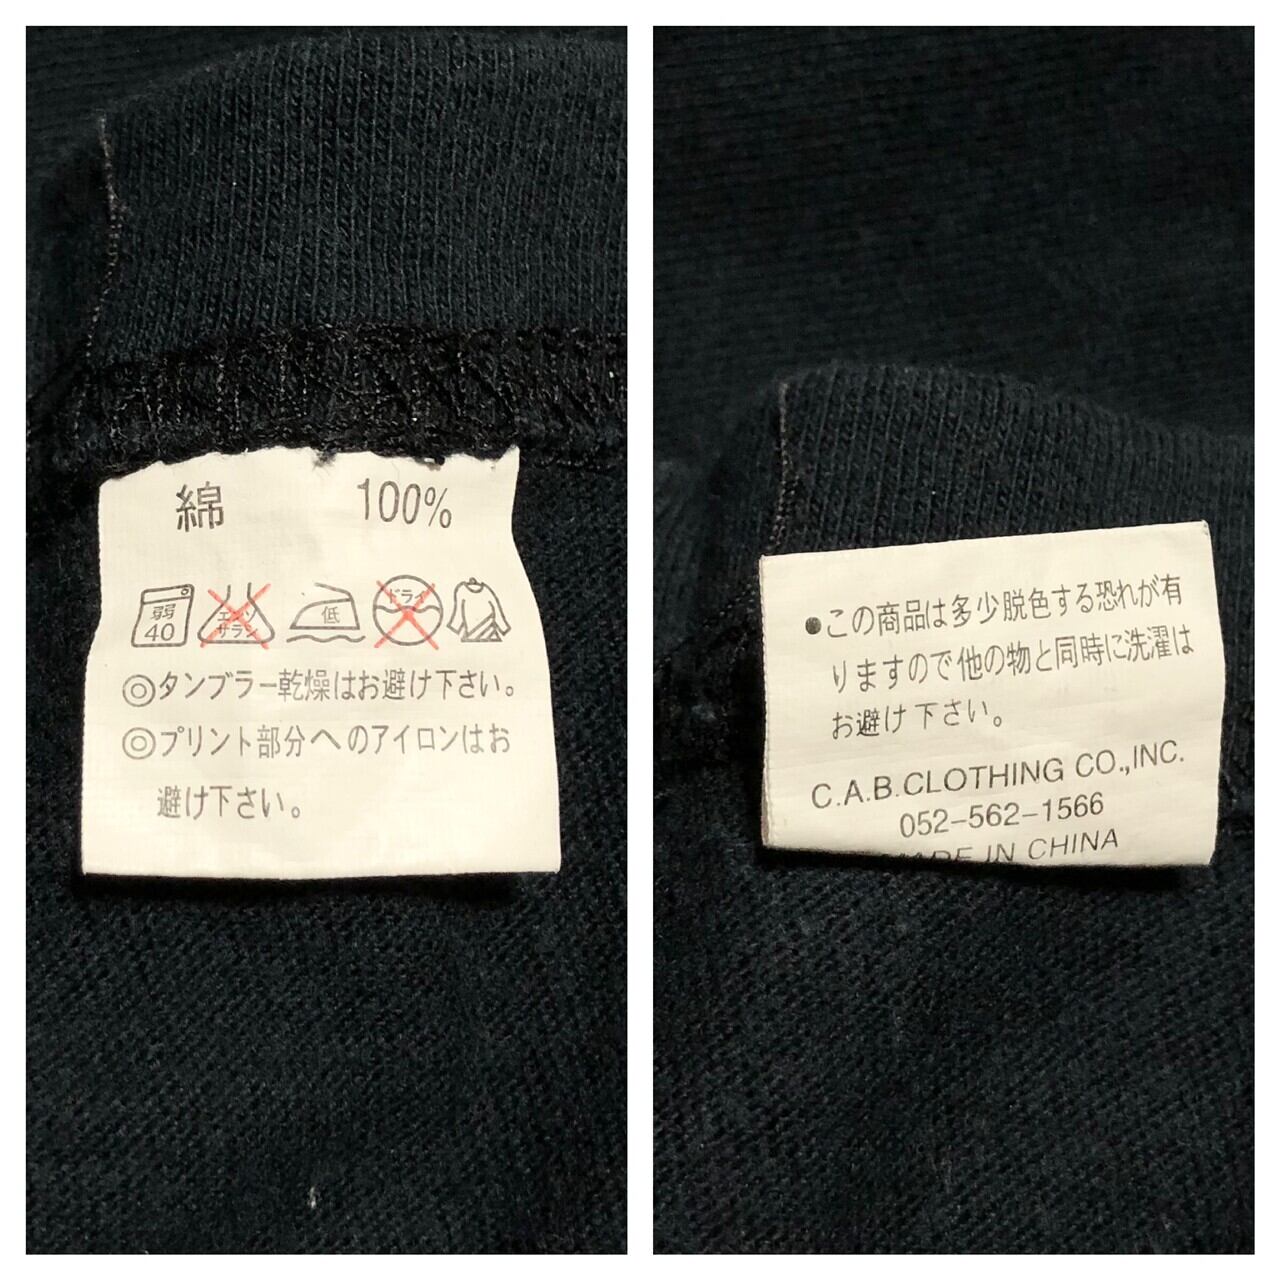 綿 100%
弱 40 エンソ サラシ 低 ドライ
◎タンブラー乾燥はお避け下さい。
◎プリント部分へのアイロンはお
避け下さい。
●この商品は多少脱色する恐れが有
りますので他の物と同時に洗濯は
お避け下さい。
C.A.B.CLOTHING CO.,INC.
052-562-1566
MADE IN CHINA